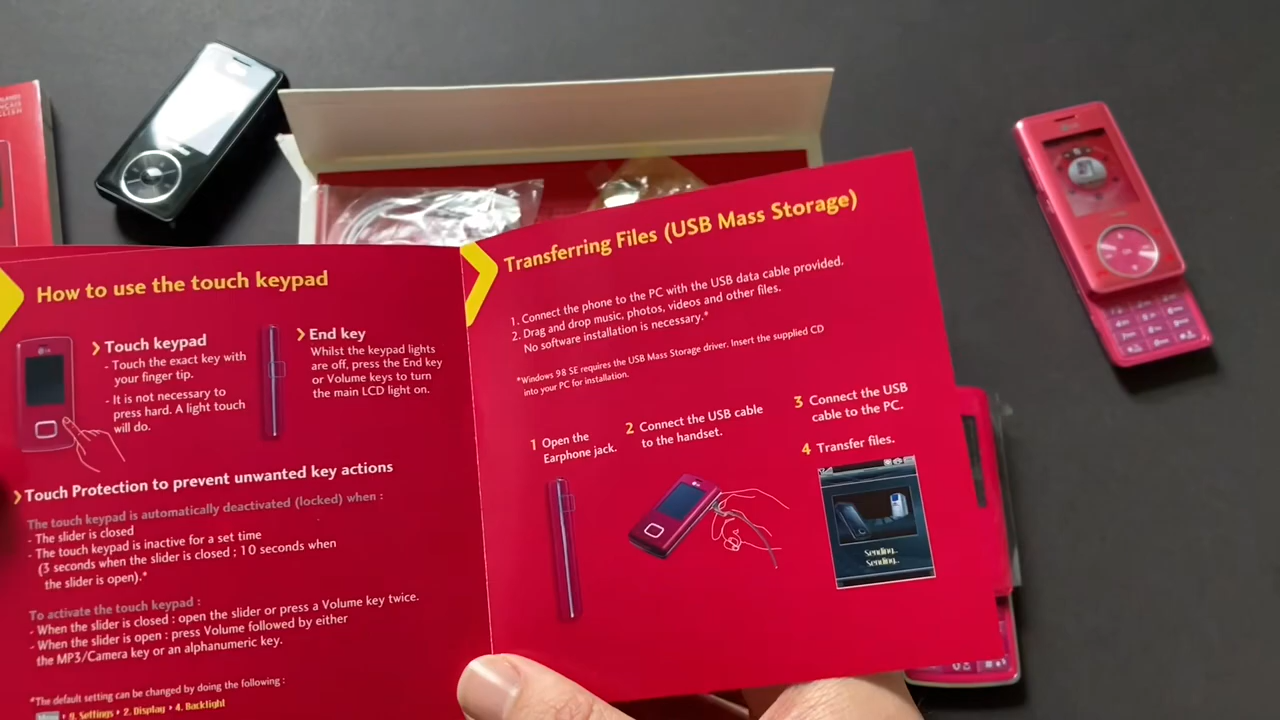 How to use the touch keypad
Touch keypad
- Touch the exact key with
your finger tip.
- It is not necessary to
press hard. A light touch
will do.
End key
Whilst the keypad lights
are off, press the End key
or Volume keys to turn
the main LCD light on.
Touch Protection to prevent unwanted key actions
The touch keypad is automatically deactivated (locked) when :
- The slider is closed
- The touch keypad is inactive for a set time
(3 seconds when the slider is closed ; 10 seconds when
the slider is open).*
To activate the touch keypad :
- When the slider is closed : open the slider or press a Volume key twice.
- When the slider is open : press Volume followed by either
the MP3/Camera key or an alphanumeric key.
*The default setting can be changed by doing the following :
9. Settings 2. Display 4. Backlight
Transferring Files (USB Mass Storage)
1. Connect the phone to the PC with the USB data cable provided.
2. Drag and drop music, photos, videos and other files.
No software installation is necessary.*
*Windows 98 SE requires the USB Mass Storage driver. Insert the supplied CD
into your PC for installation.
1 Open the
Earphone jack.
2 Connect the USB cable
to the handset.
3 Connect the USB
cable to the PC.
4 Transfer files.
Sending..
Sending..